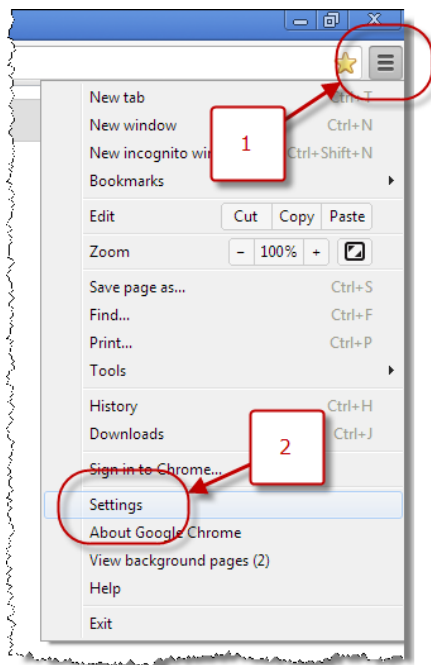 New tab Ctrl+T
New window Ctrl+N
New incognito win Ctrl+Shift+N
1
Bookmarks
Edit Cut Copy Paste
Zoom - 100% +
Save page as... Ctrl+S
Find... Ctrl+F
Print... Ctrl+P
Tools
History Ctrl+H
Downloads Ctrl+J
2
Sign in to Chrome...
Settings
About Google Chrome
View background pages (2)
Help
Exit